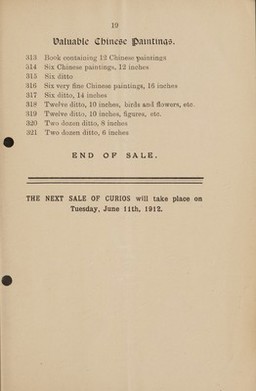 19
Valuable Chinese Paintings.
313 Book containing 12 Chinese paintings
314 Six Chinese paintings, 12 inches
315 Six ditto
316 Six very fine Chinese paintings, 16 inches
317 Six ditto, 14 inches
318 Twelve ditto, 10 inches, birds and flowers, etc.
319 Twelve ditto, 10 inches, figures, etc.
320 Two dozen ditto, 8 inches
321 Two dozen ditto, 6 inches
END OF SALE.
THE NEXT SALE OF CURIOS will take place on
Tuesday, June 11th, 1912.